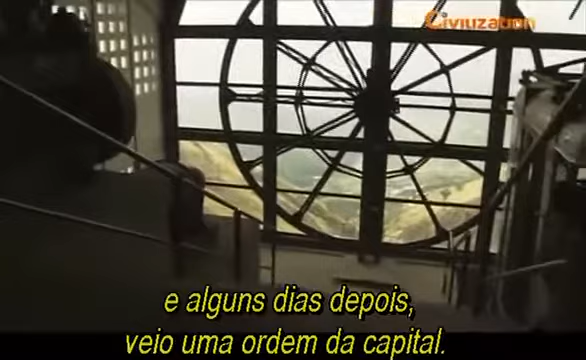 Civilization
e alguns dias depois,
veio uma ordem da capital.